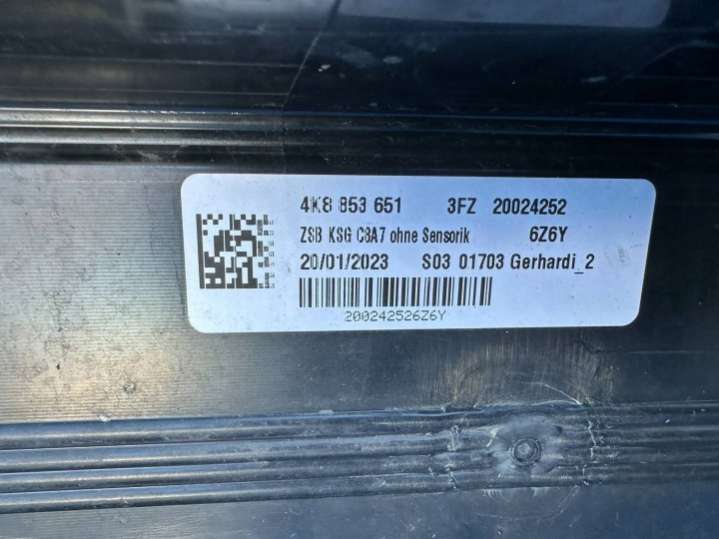 4K8 853 651 3FZ 20024252
ZSB KSG C8A7 ohne Sensorik 6Z6Y
20/01/2023 S03 01703 Gerhardi_2
200242526Z6Y